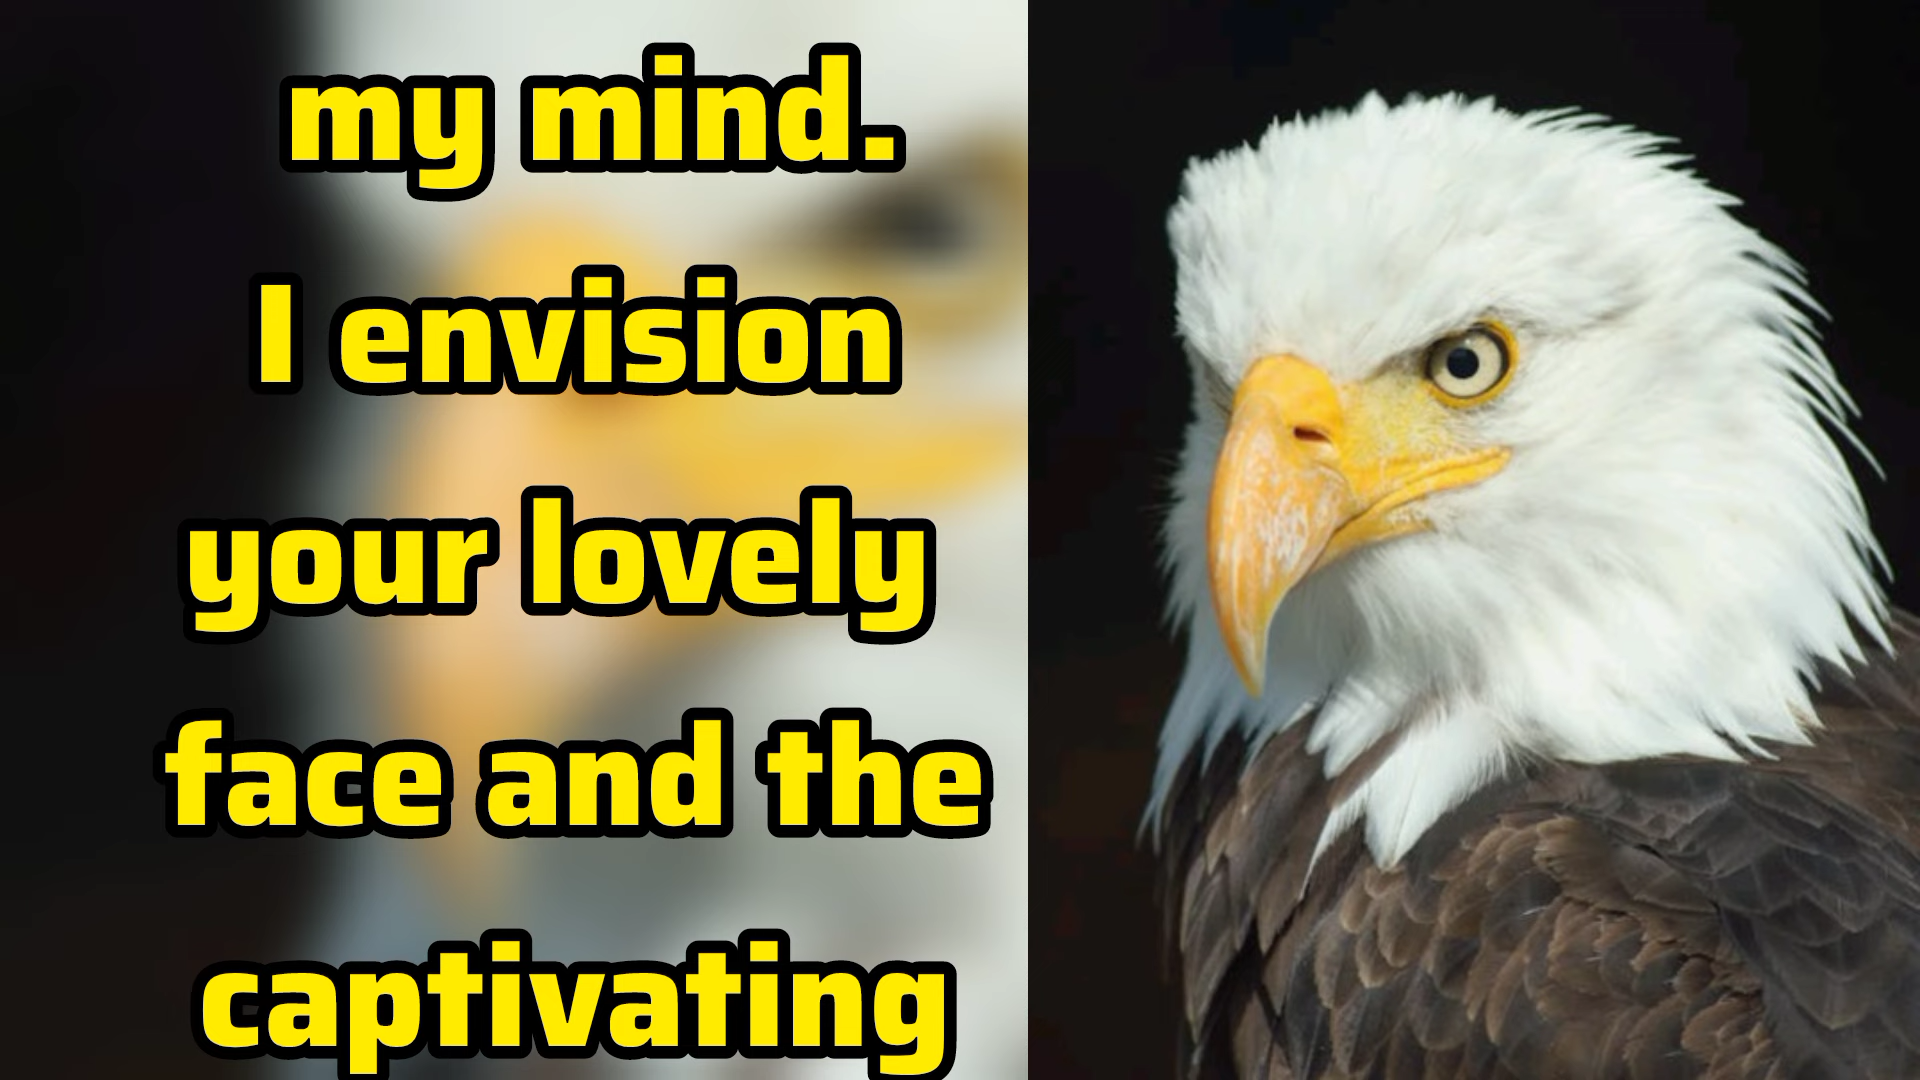 my mind.
I envision
your lovely
face and the
captivating